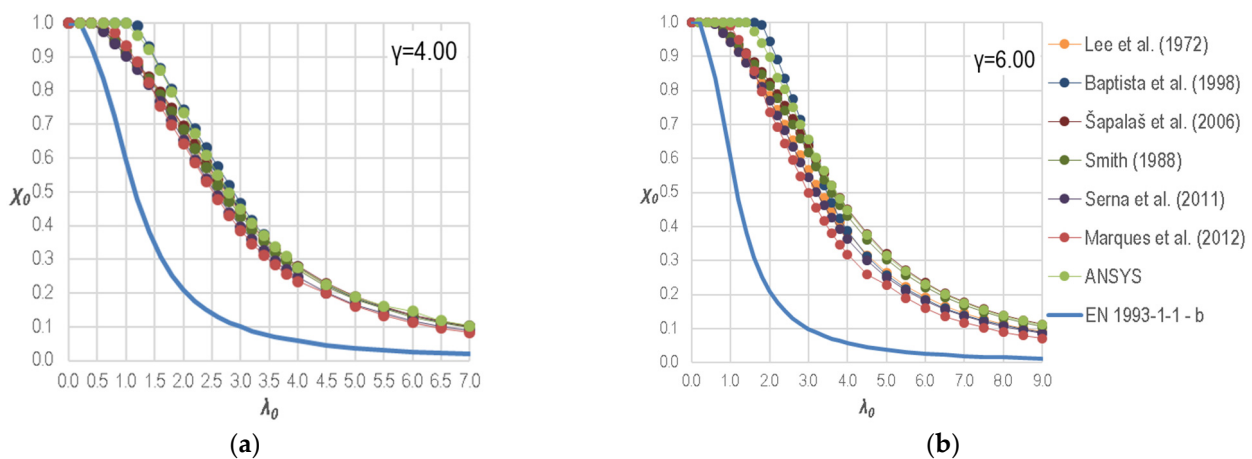 1.0
0.9
0.8
0.7
0.6
0.5
0.4
0.3
0.2
0.1
0.0
χ₀
γ=4.00
0.0 0.5 1.0 1.5 2.0 2.5 3.0 3.5 4.0 4.5 5.0 5.5 6.0 6.5 7.0
λ₀
(a)
1.0
0.9
0.8
0.7
0.6
0.5
0.4
0.3
0.2
0.1
0.0
χ₀
γ=6.00
0.0 1.0 2.0 3.0 4.0 5.0 6.0 7.0 8.0 9.0
λ₀
(b)
Lee et al. (1972)
Baptista et al. (1998)
Šapalaš et al. (2006)
Smith (1988)
Serna et al. (2011)
Marques et al. (2012)
ANSYS
EN 1993-1-1 - b